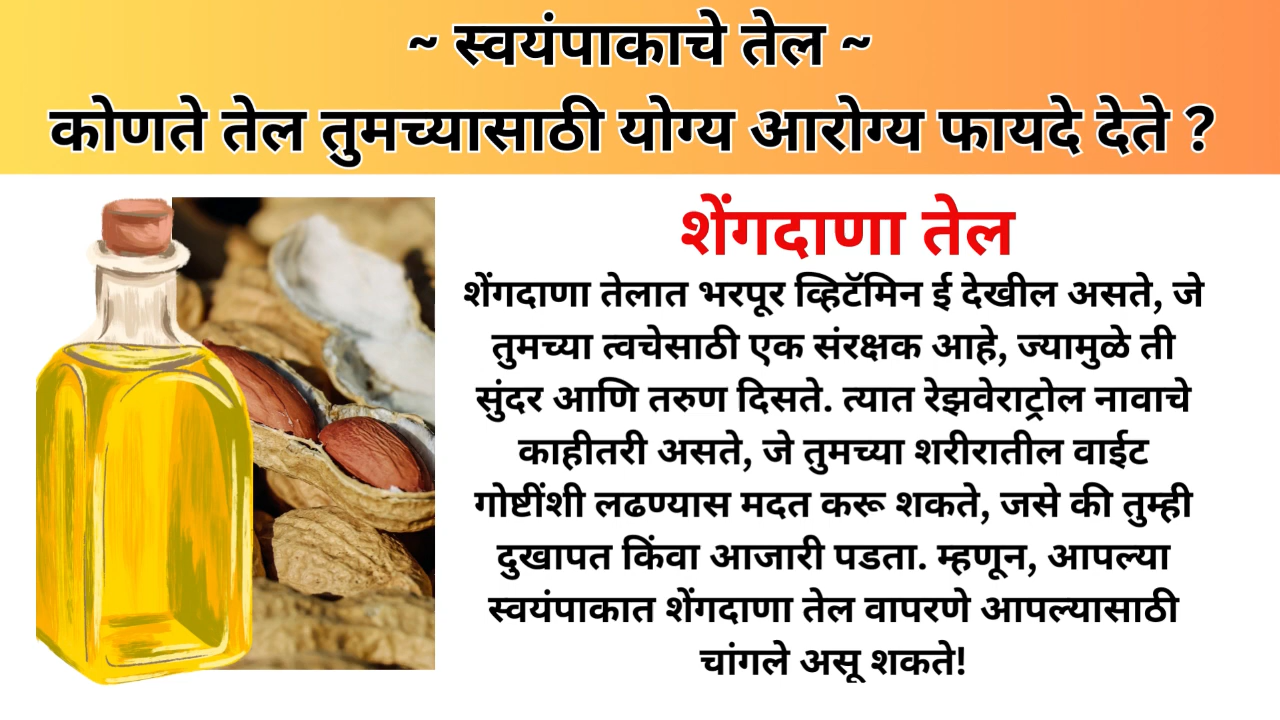 ~ स्वयंपाकाचे तेल ~
कोणते तेल तुमच्यासाठी योग्य आरोग्य फायदे देते ?
शेंगदाणा तेल
शेंगदाणा तेलात भरपूर व्हिटॅमिन ई देखील असते, जे
तुमच्या त्वचेसाठी एक संरक्षक आहे, ज्यामुळे ती
सुंदर आणि तरुण दिसते. त्यात रेझवेराट्रोल नावाचे
काहीतरी असते, जे तुमच्या शरीरातील वाईट
गोष्टींशी लढण्यास मदत करू शकते, जसे की तुम्ही
दुखापत किंवा आजारी पडता. म्हणून, आपल्या
स्वयंपाकात शेंगदाणा तेल वापरणे आपल्यासाठी
चांगले असू शकते!